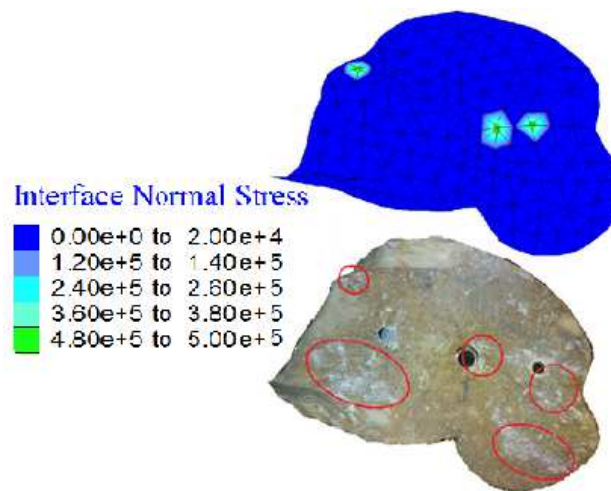 Interface Normal Stress
0.00e+0 to 2.00e+4
1.20e+5 to 1.40e+5
2.40e+5 to 2.60e+5
3.60e+5 to 3.80e+5
4.80e+5 to 5.00e+5